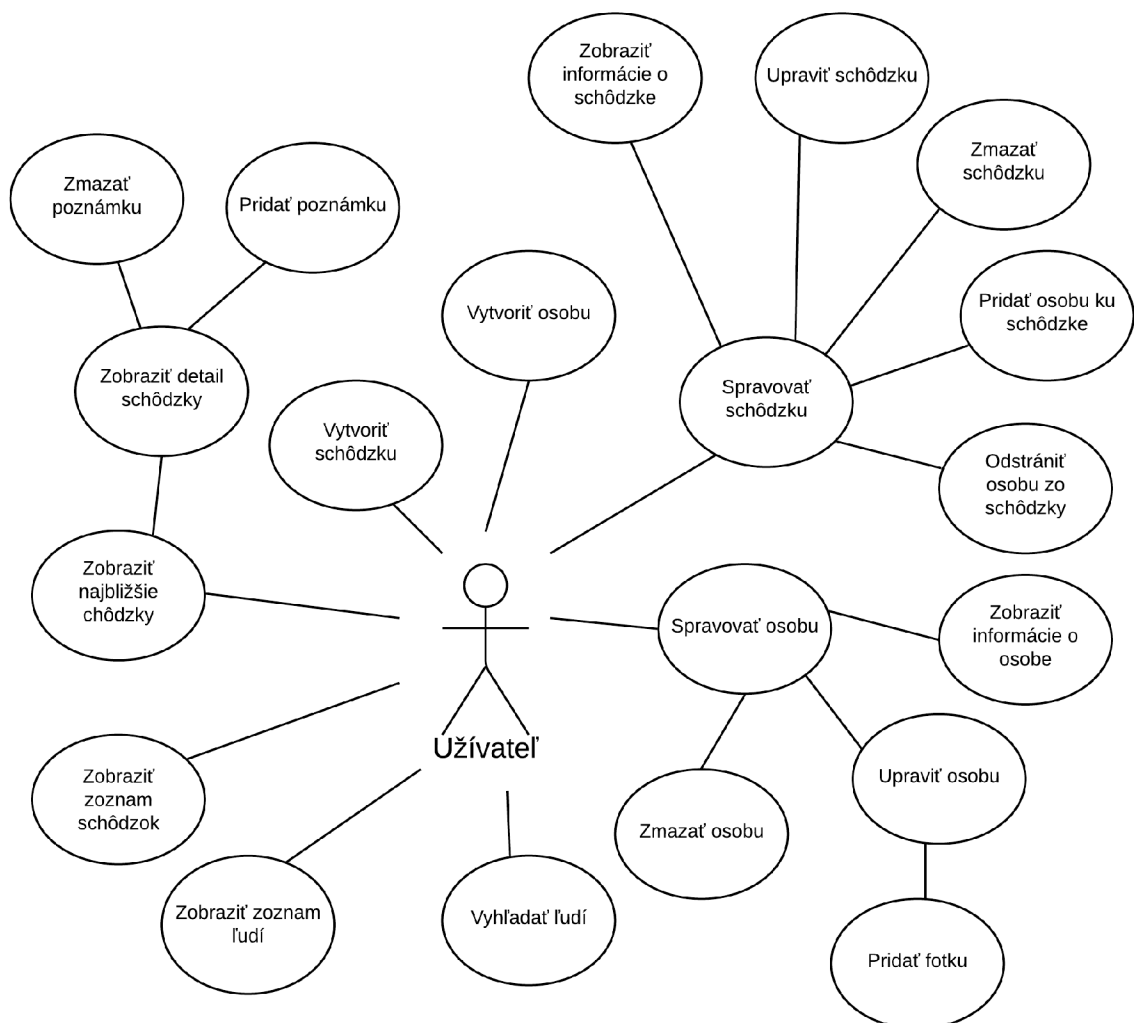 Zobraziť
informácie o
schôdzke
Upraviť schôdzku
Zmazať
schôdzku
Zmazať
poznámku
Pridať poznámku
Pridať osobu ku
schôdzke
Vytvoriť osobu
Zobraziť detail
schôdzky
Spravovať
schôdzku
Vytvoriť
schôdzku
Odstrániť
osobu zo
schôdzky
Zobraziť
najbližšie
chôdzky
Spravovať osobu
Zobraziť
informácie o
osobe
Užívateľ
Zobraziť
zoznam
schôdzok
Upraviť osobu
Zmazať osobu
Zobraziť zoznam
ľudí
Vyhľadať ľudí
Pridať fotku